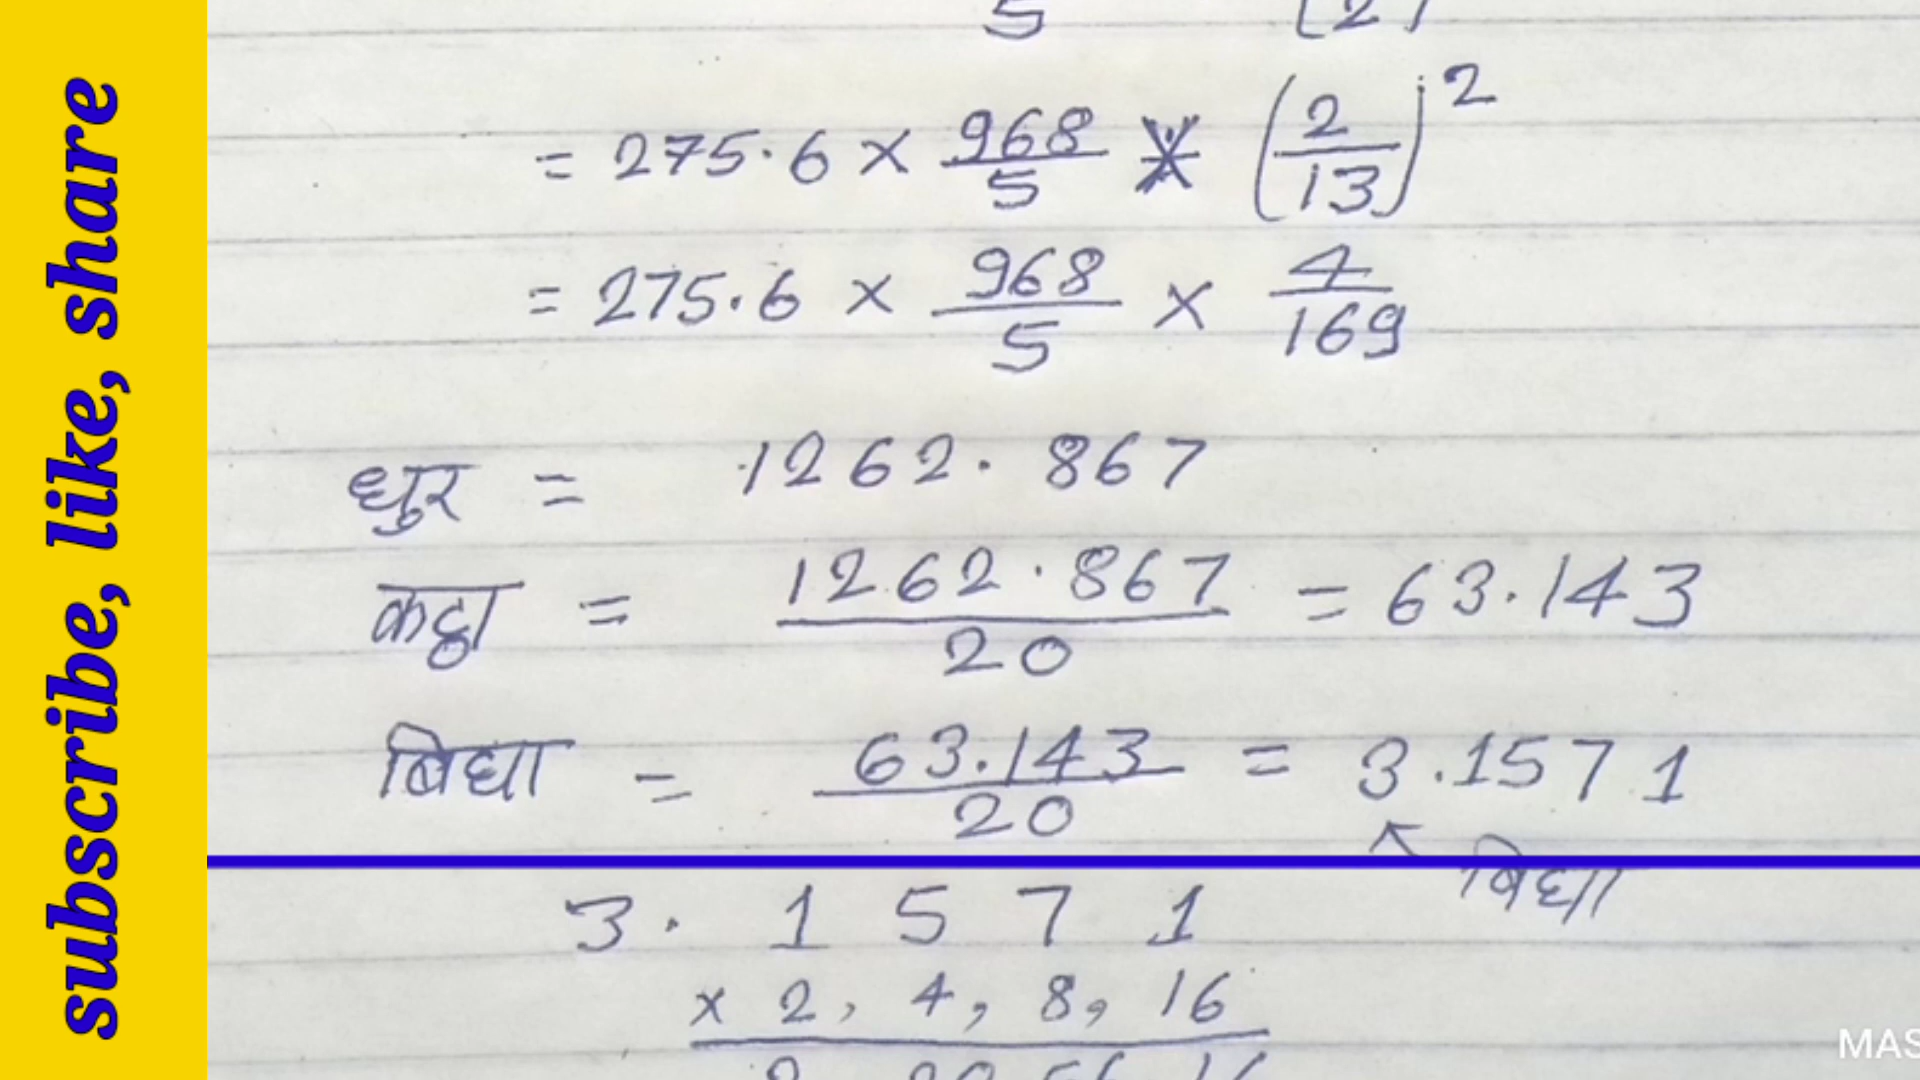 subscribe, like, share
5
= 275.6 × 968/5 × (2/13)²
= 275.6 × 968/5 × 4/169
धुर = 1262.867
कट्ठा = 1262.867/20 = 63.143
बिघा = 63.143/20 = 3.1571
बिघा
3. 1 5 7 1
× 2, 4, 8, 16
MAS